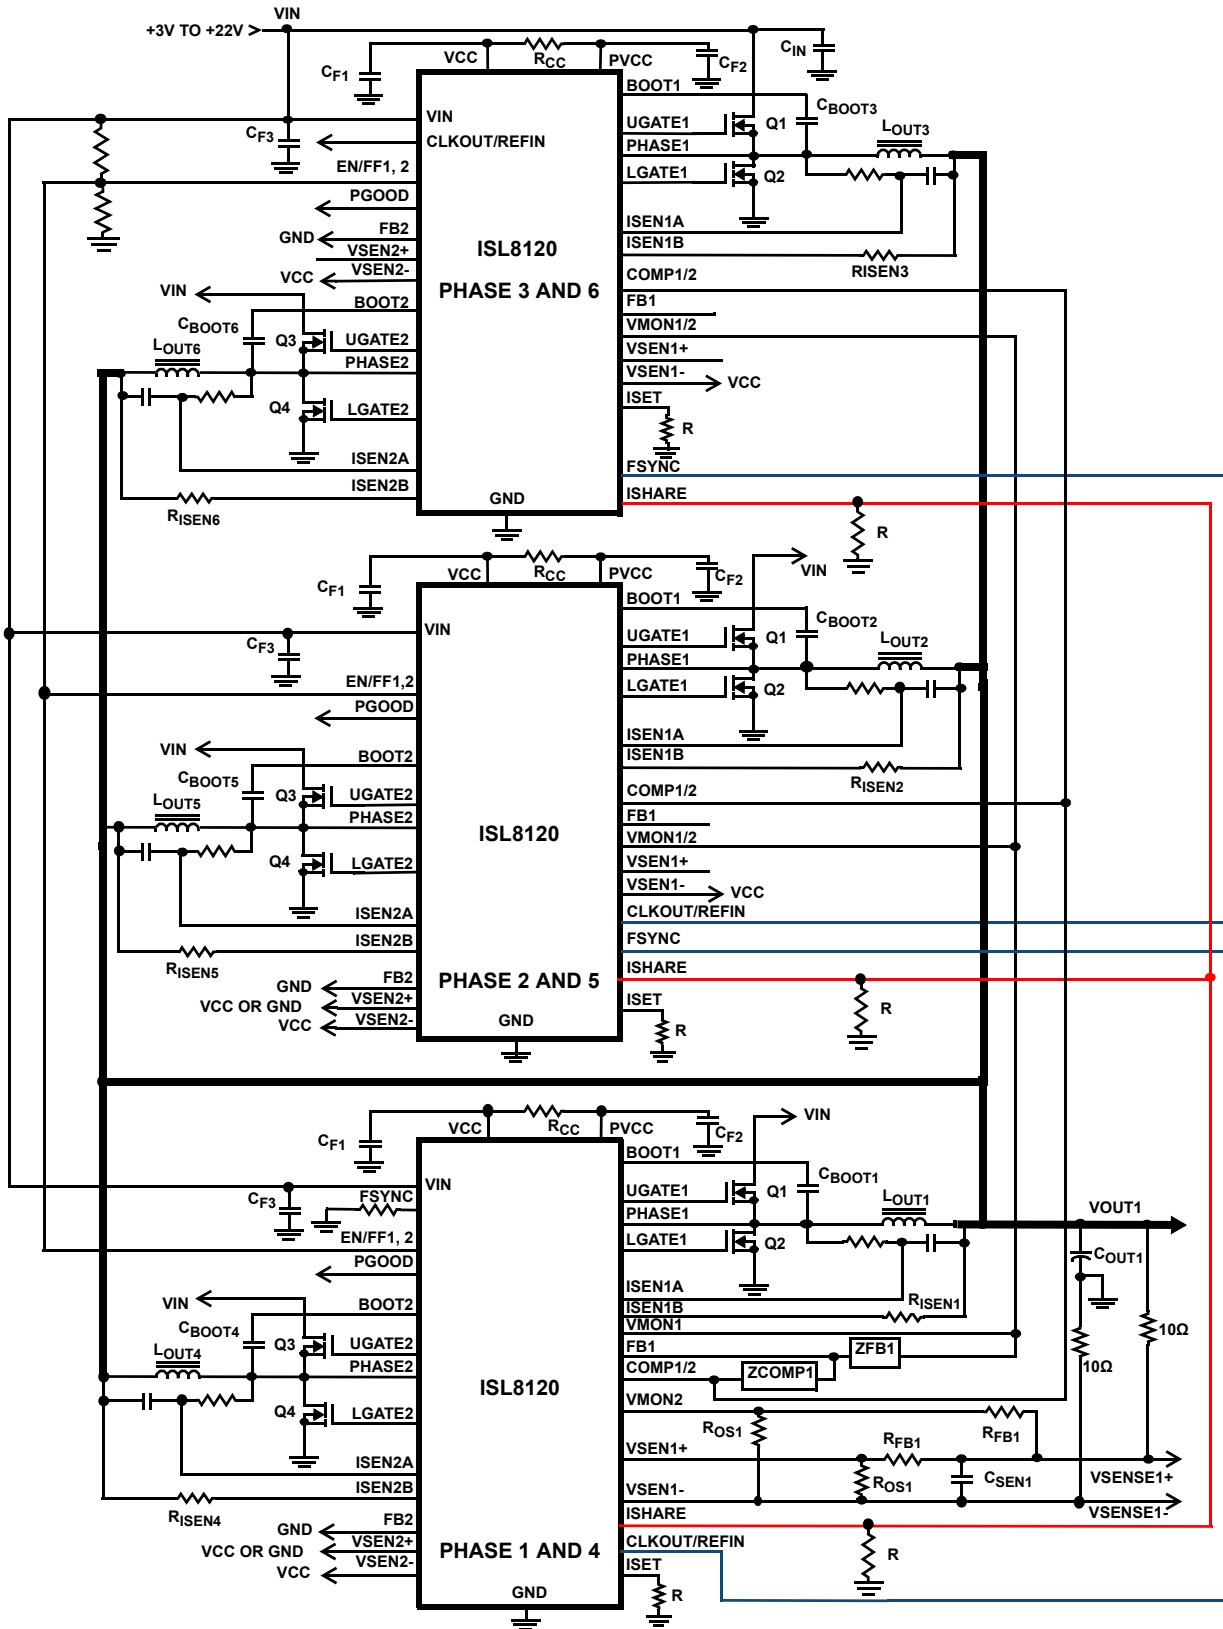 VIN
+3V TO +22V
CF1
VCC
RCC
PVCC
CF2
CIN
BOOT1
CBOOT3
LOUT3
VIN
UGATE1
Q1
CF3
CLKOUT/REFIN
PHASE1
EN/FF1, 2
LGATE1
Q2
PGOOD
ISEN1A
GND
FB2
ISL8120
ISEN1B
VSEN2+
RISEN3
VCC
VSEN2-
COMP1/2
VIN
PHASE 3 AND 6
BOOT2
FB1
CBOOT6
VMON1/2
LOUT6
Q3
UGATE2
VSEN1+
PHASE2
VSEN1-
VCC
Q4
LGATE2
ISET
R
ISEN2A
FSYNC
ISEN2B
GND
ISHARE
RISEN6
R
CF1
VCC
RCC
PVCC
CF2
VIN
BOOT1
CBOOT2
LOUT2
VIN
UGATE1
Q1
CF3
PHASE1
EN/FF1,2
LGATE1
Q2
PGOOD
ISEN1A
VIN
BOOT2
ISEN1B
RISEN2
CBOOT5
COMP1/2
LOUT5
Q3
UGATE2
FB1
PHASE2
ISL8120
VMON1/2
Q4
LGATE2
VSEN1+
VSEN1-
VCC
ISEN2A
CLKOUT/REFIN
ISEN2B
FSYNC
RISEN5
ISHARE
GND
FB2
PHASE 2 AND 5
VCC OR GND
VSEN2+
ISET
R
VCC
VSEN2-
GND
R
CF1
VCC
RCC
PVCC
CF2
VIN
BOOT1
CBOOT1
LOUT1
VIN
CF3
FSYNC
UGATE1
Q1
VOUT1
PHASE1
EN/FF1, 2
LGATE1
Q2
COUT1
PGOOD
ISEN1A
VIN
BOOT2
ISEN1B
RISEN1
CBOOT4
VMON1
10Ω
LOUT4
Q3
UGATE2
FB1
ZFB1
PHASE2
COMP1/2
ZCOMP1
10Ω
ISL8120
Q4
LGATE2
VMON2
ROS1
RFB1
VSEN1+
RFB1
ISEN2A
ROS1
CSEN1
VSENSE1+
ISEN2B
VSEN1-
VSENSE1-
RISEN4
ISHARE
GND
FB2
VCC OR GND
VSEN2+
PHASE 1 AND 4
CLKOUT/REFIN
VCC
VSEN2-
ISET
R
GND
R